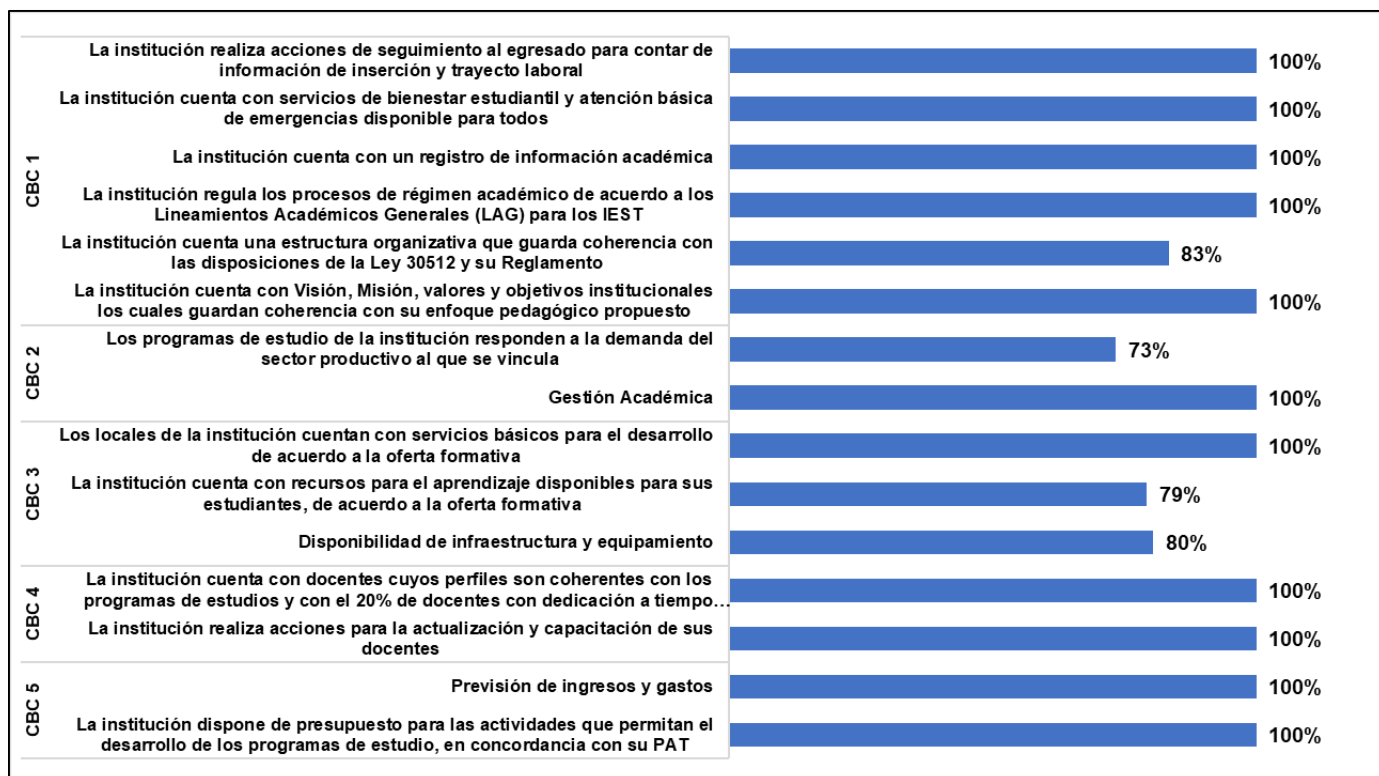 CBC 1
La institución realiza acciones de seguimiento al egresado para contar de
información de inserción y trayecto laboral
100%
La institución cuenta con servicios de bienestar estudiantil y atención básica
de emergencias disponible para todos
100%
La institución cuenta con un registro de información académica
100%
La institución regula los procesos de régimen académico de acuerdo a los
Lineamientos Académicos Generales (LAG) para los IEST
100%
La institución cuenta una estructura organizativa que guarda coherencia con
las disposiciones de la Ley 30512 y su Reglamento
83%
La institución cuenta con Visión, Misión, valores y objetivos institucionales
los cuales guardan coherencia con su enfoque pedagógico propuesto
100%
CBC 2
Los programas de estudio de la institución responden a la demanda del
sector productivo al que se vincula
73%
Gestión Académica
100%
CBC 3
Los locales de la institución cuentan con servicios básicos para el desarrollo
de acuerdo a la oferta formativa
100%
La institución cuenta con recursos para el aprendizaje disponibles para sus
estudiantes, de acuerdo a la oferta formativa
79%
Disponibilidad de infraestructura y equipamiento
80%
CBC 4
La institución cuenta con docentes cuyos perfiles son coherentes con los
programas de estudios y con el 20% de docentes con dedicación a tiempo…
100%
La institución realiza acciones para la actualización y capacitación de sus
docentes
100%
CBC 5
Previsión de ingresos y gastos
100%
La institución dispone de presupuesto para las actividades que permitan el
desarrollo de los programas de estudio, en concordancia con su PAT
100%